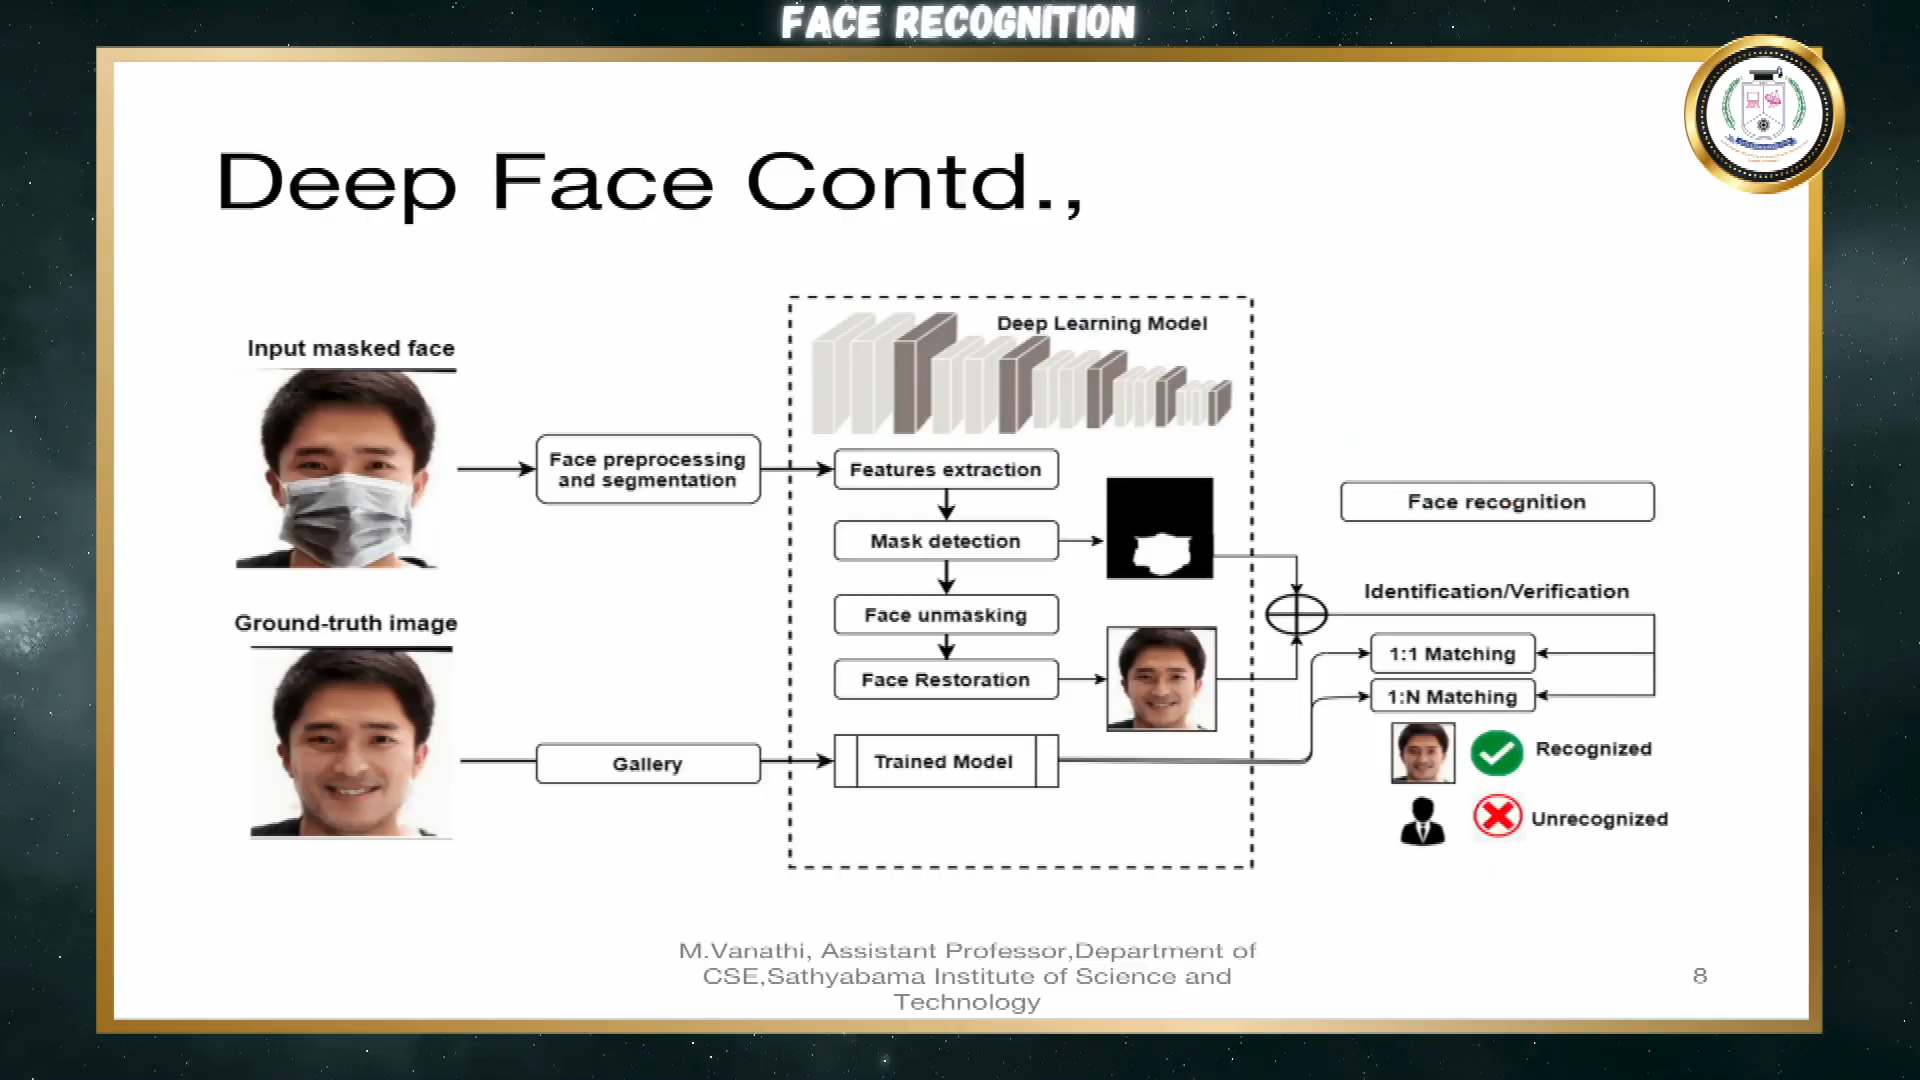 FACE RECOGNITION
Deep Face Contd.,
Deep Learning Model
Input masked face
Face preprocessing
and segmentation
Features extraction
Mask detection
Face unmasking
Face Restoration
Face recognition
Identification/Verification
1:1 Matching
1:N Matching
Ground-truth image
Gallery
Trained Model
Recognized
Unrecognized
M.Vanathi, Assistant Professor,Department of
CSE,Sathyabama Institute of Science and
Technology
8